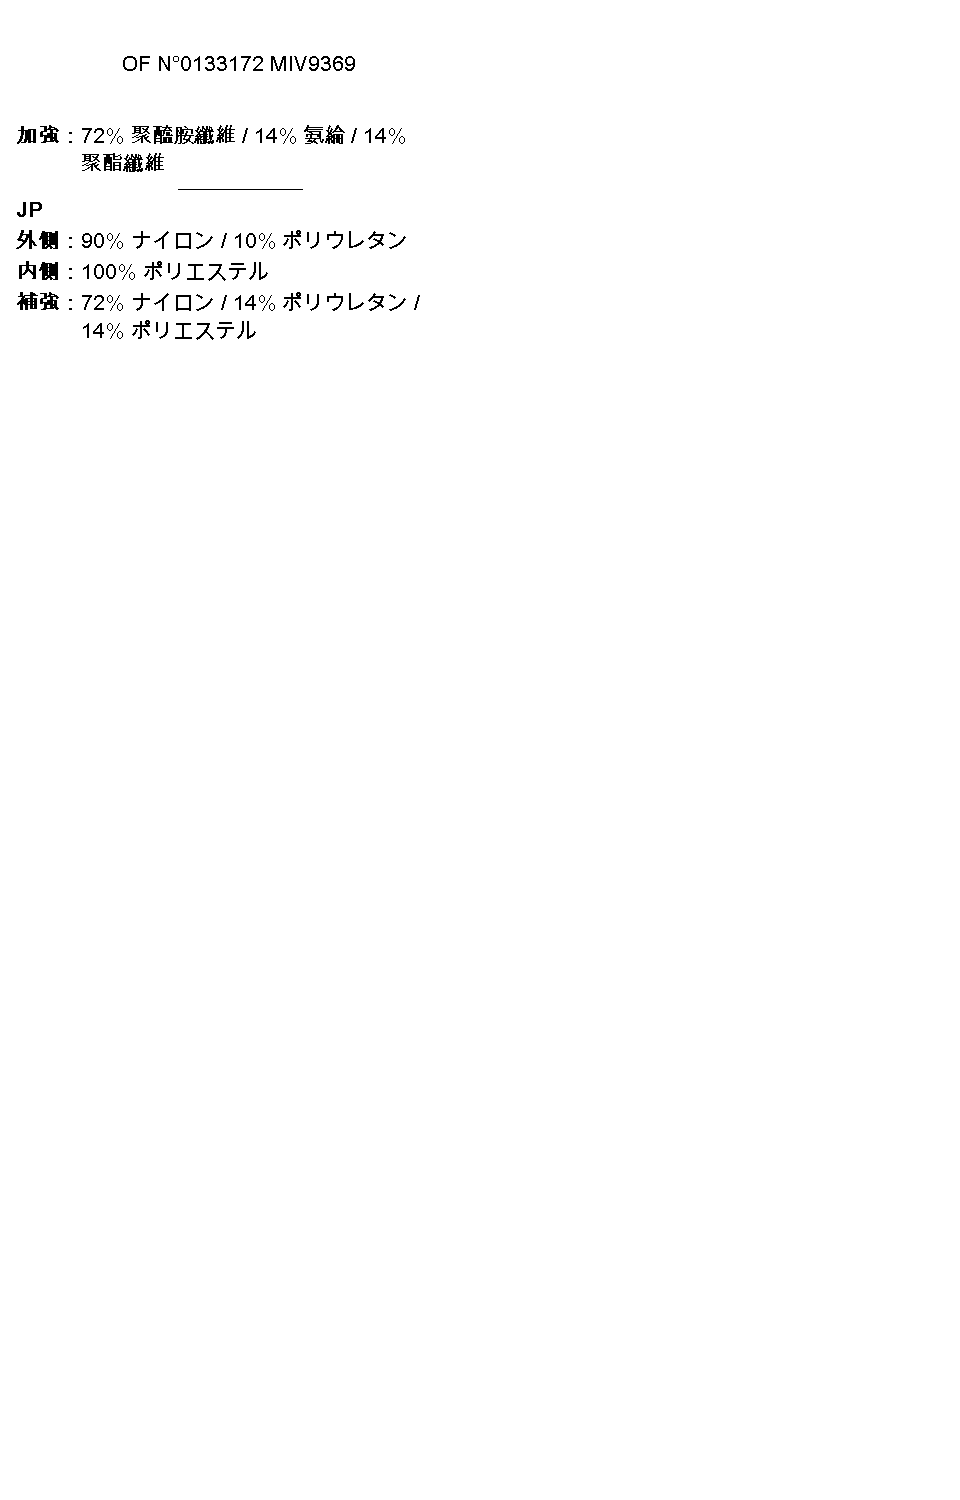 OF N°0133172 MIV9369
加強 : 72% 聚醯胺纖維 / 14% 氨綸 / 14%
聚酯纖維
JP
外側 : 90% ナイロン / 10% ポリウレタン
内側 : 100% ポリエステル
補強 : 72% ナイロン / 14% ポリウレタン /
14% ポリエステル